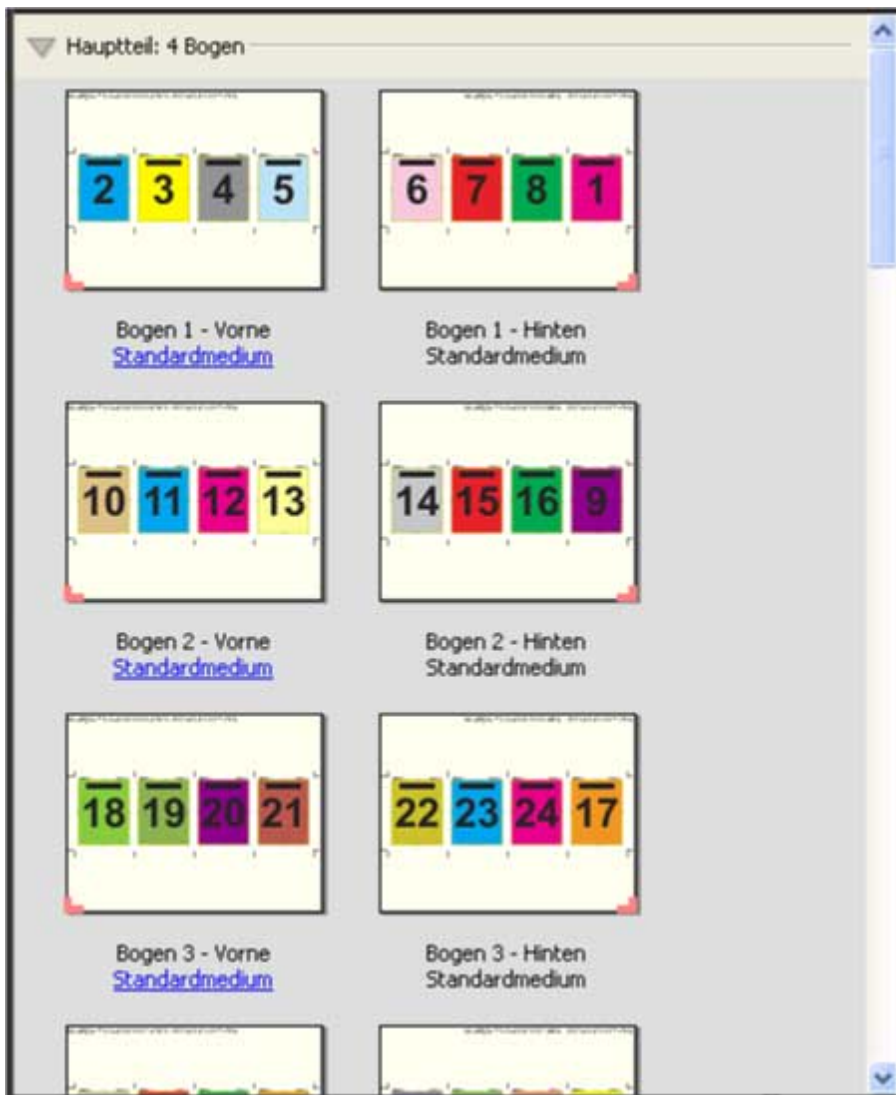 Hauptteil: 4 Bogen
2 3 4 5
6 7 8 1
Bogen 1 - Vorne
Standardmedium
Bogen 1 - Hinten
Standardmedium
10 11 12 13
14 15 16 9
Bogen 2 - Vorne
Standardmedium
Bogen 2 - Hinten
Standardmedium
18 19 20 21
22 23 24 17
Bogen 3 - Vorne
Standardmedium
Bogen 3 - Hinten
Standardmedium